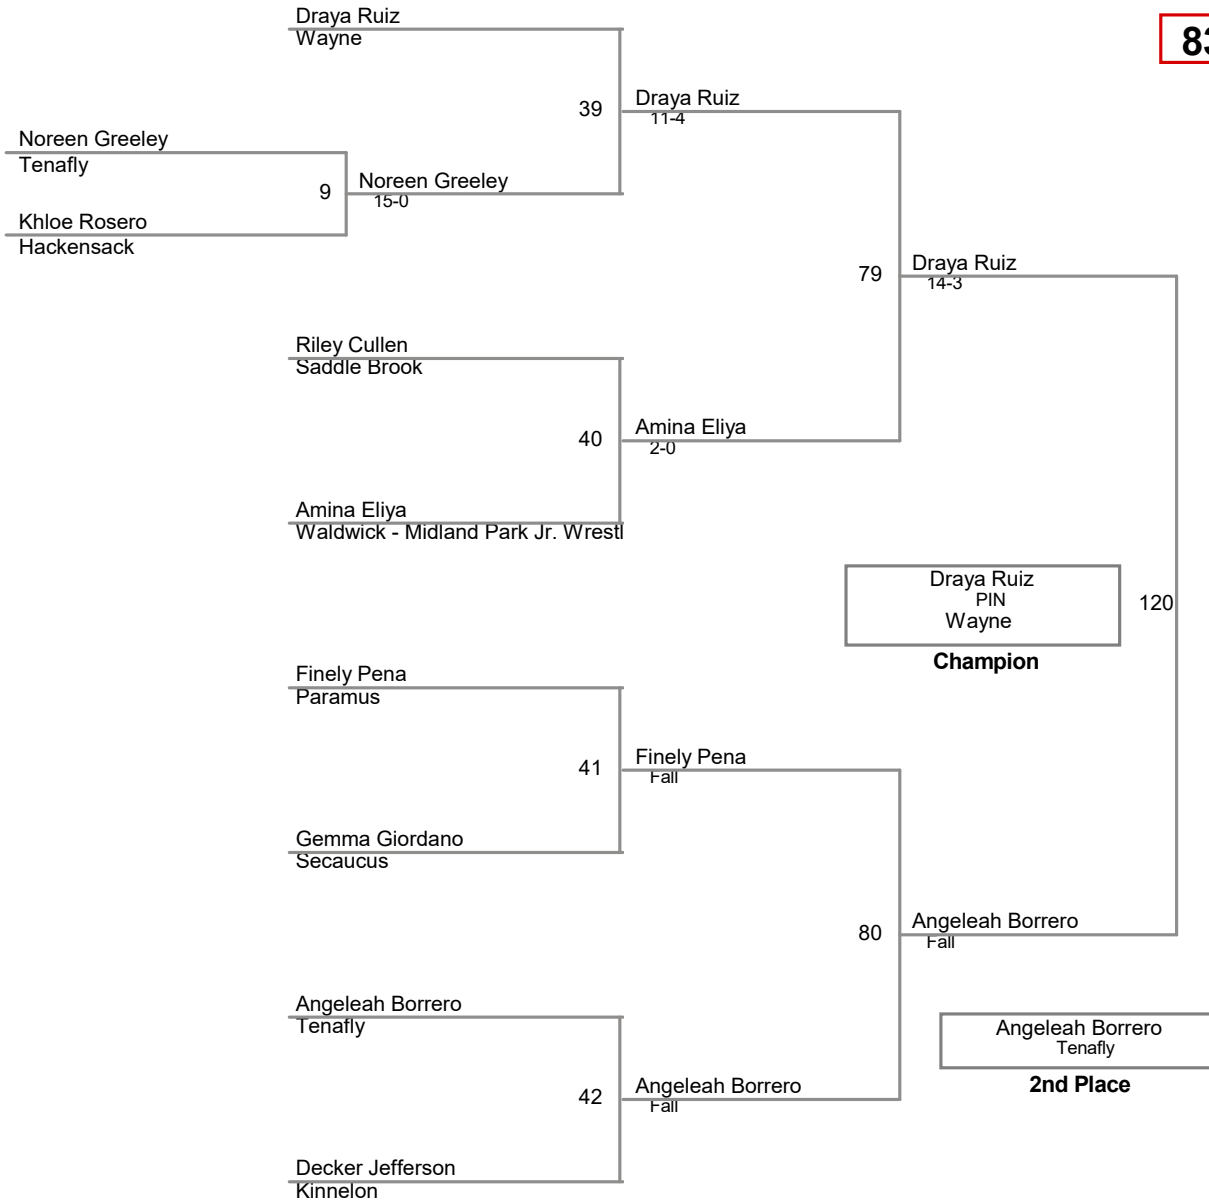 Draya Ruiz
Wayne
83
39
Draya Ruiz
11-4
Noreen Greeley
Tenafly
9
Noreen Greeley
15-0
Khloe Rosero
Hackensack
79
Draya Ruiz
14-3
Riley Cullen
Saddle Brook
40
Amina Eliya
2-0
Amina Eliya
Waldwick - Midland Park Jr. Wrestl
Draya Ruiz
PIN
Wayne
120
Champion
Finely Pena
Paramus
41
Finely Pena
Fall
Gemma Giordano
Secaucus
80
Angeleah Borrero
Fall
Angeleah Borrero
Tenafly
Angeleah Borrero
Tenafly
2nd Place
42
Angeleah Borrero
Fall
Decker Jefferson
Kinnelon